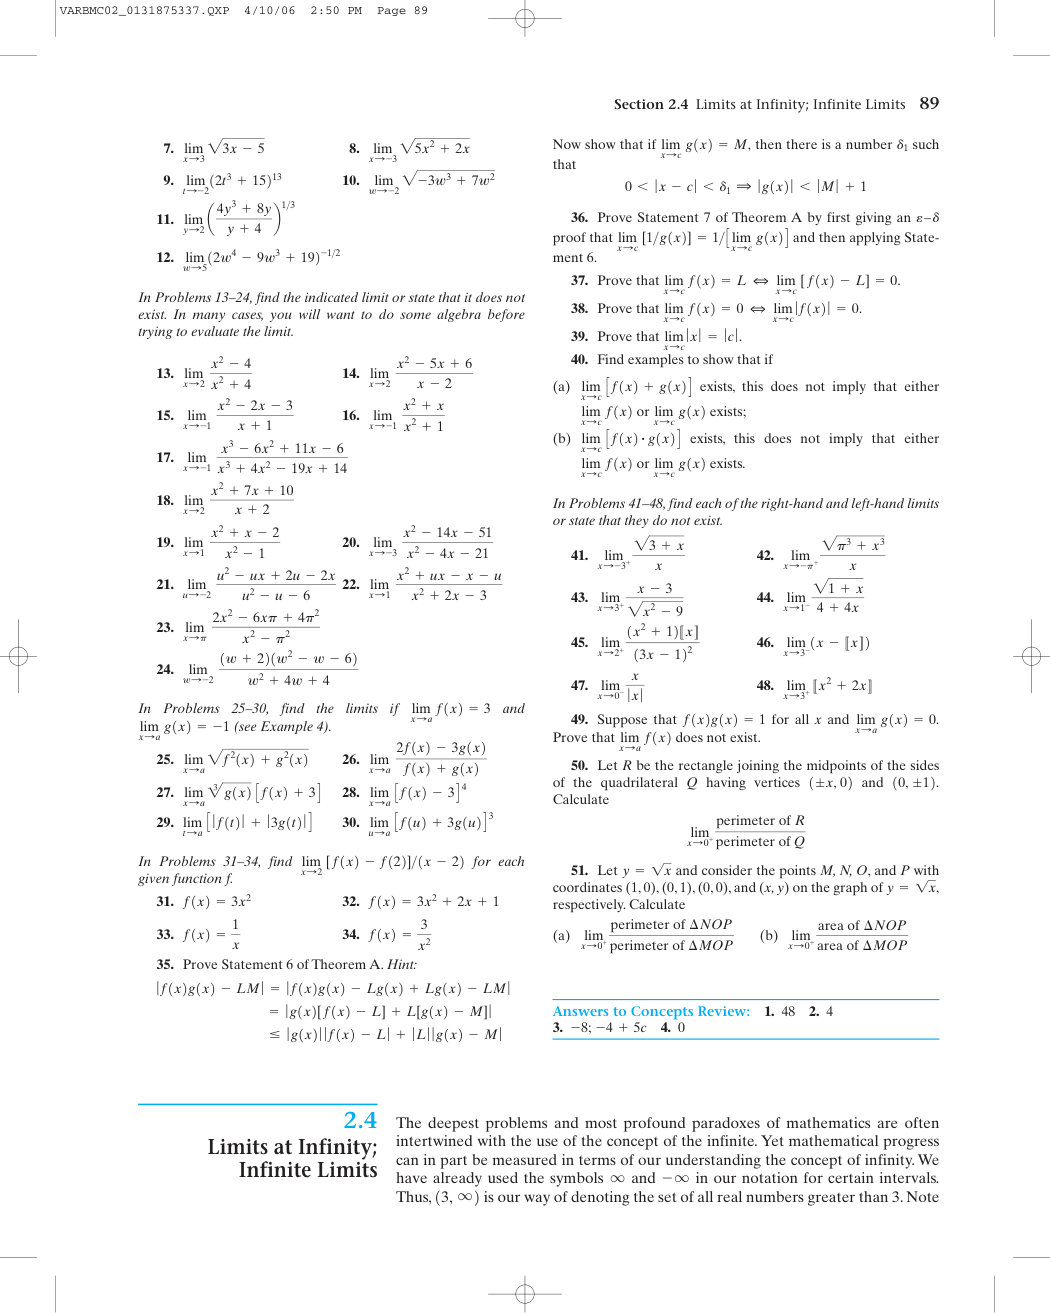 VARBMC02_0131875337.QXP 4/10/06 2:50 PM Page 89
Section 2.4 Limits at Infinity; Infinite Limits 89
7. lim_{x→3} √(3x − 5) 8. lim_{x→−3} √(5x² + 2x)
9. lim_{t→−2} (2t³ + 15)¹³ 10. lim_{w→−2} √(−3w³ + 7w²)
11. lim_{y→2} ((4y³ + 8y)/(y + 4))^{1/3}
12. lim_{w→5} (2w⁴ − 9w³ + 19)^{−1/2}
In Problems 13–24, find the indicated limit or state that it does not
exist. In many cases, you will want to do some algebra before
trying to evaluate the limit.
13. lim_{x→2} (x² − 4)/(x² + 4) 14. lim_{x→2} (x² − 5x + 6)/(x − 2)
15. lim_{x→−1} (x² − 2x − 3)/(x + 1) 16. lim_{x→−1} (x² + x)/(x² + 1)
17. lim_{x→−1} (x³ − 6x² + 11x − 6)/(x³ + 4x² − 19x + 14)
18. lim_{x→2} (x² + 7x + 10)/(x + 2)
19. lim_{x→1} (x² + x − 2)/(x² − 1) 20. lim_{x→−3} (x² − 14x − 51)/(x² − 4x − 21)
21. lim_{u→−2} (u² − ux + 2u − 2x)/(u² − u − 6) 22. lim_{x→1} (x² + ux − x − u)/(x² + 2x − 3)
23. lim_{x→π} (2x² − 6xπ + 4π²)/(x² − π²)
24. lim_{w→−2} ((w + 2)(w² − w − 6))/(w² + 4w + 4)
In Problems 25–30, find the limits if lim_{x→a} f(x) = 3 and
lim_{x→a} g(x) = −1 (see Example 4).
25. lim_{x→a} √(f²(x) + g²(x)) 26. lim_{x→a} (2f(x) − 3g(x))/(f(x) + g(x))
27. lim_{x→a} ∛g(x) [f(x) + 3] 28. lim_{x→a} [f(x) − 3]⁴
29. lim_{t→a} [|f(t)| + |3g(t)|] 30. lim_{u→a} [f(u) + 3g(u)]³
In Problems 31–34, find lim_{x→2} [f(x) − f(2)]/(x − 2) for each
given function f.
31. f(x) = 3x² 32. f(x) = 3x² + 2x + 1
33. f(x) = 1/x 34. f(x) = 3/x²
35. Prove Statement 6 of Theorem A. Hint:
|f(x)g(x) − LM| = |f(x)g(x) − Lg(x) + Lg(x) − LM|
= |g(x)[f(x) − L] + L[g(x) − M]|
≤ |g(x)||f(x) − L| + |L||g(x) − M|
Now show that if lim_{x→c} g(x) = M, then there is a number δ₁ such
that
0 < |x − c| < δ₁ ⇒ |g(x)| < |M| + 1
36. Prove Statement 7 of Theorem A by first giving an ε–δ
proof that lim_{x→c} [1/g(x)] = 1/[lim_{x→c} g(x)] and then applying State-
ment 6.
37. Prove that lim_{x→c} f(x) = L ⇔ lim_{x→c} [f(x) − L] = 0.
38. Prove that lim_{x→c} f(x) = 0 ⇔ lim_{x→c} |f(x)| = 0.
39. Prove that lim_{x→c} |x| = |c|.
40. Find examples to show that if
(a) lim_{x→c} [f(x) + g(x)] exists, this does not imply that either
lim_{x→c} f(x) or lim_{x→c} g(x) exists;
(b) lim_{x→c} [f(x) · g(x)] exists, this does not imply that either
lim_{x→c} f(x) or lim_{x→c} g(x) exists.
In Problems 41–48, find each of the right-hand and left-hand limits
or state that they do not exist.
41. lim_{x→−3⁺} √(3 + x)/x 42. lim_{x→−π⁺} √(π³ + x³)/x
43. lim_{x→3⁺} (x − 3)/√(x² − 9) 44. lim_{x→1⁻} √(1 + x)/(4 + 4x)
45. lim_{x→2⁺} ((x² + 1)⟦x⟧)/(3x − 1)² 46. lim_{x→3⁻} (x − ⟦x⟧)
47. lim_{x→0⁻} x/|x| 48. lim_{x→3⁺} ⟦x² + 2x⟧
49. Suppose that f(x)g(x) = 1 for all x and lim_{x→a} g(x) = 0.
Prove that lim_{x→a} f(x) does not exist.
50. Let R be the rectangle joining the midpoints of the sides
of the quadrilateral Q having vertices (±x, 0) and (0, ±1).
Calculate
lim_{x→0⁺} (perimeter of R)/(perimeter of Q)
51. Let y = √x and consider the points M, N, O, and P with
coordinates (1, 0), (0, 1), (0, 0), and (x, y) on the graph of y = √x,
respectively. Calculate
(a) lim_{x→0⁺} (perimeter of ΔNOP)/(perimeter of ΔMOP) (b) lim_{x→0⁺} (area of ΔNOP)/(area of ΔMOP)
Answers to Concepts Review: 1. 48 2. 4
3. −8; −4 + 5c 4. 0
2.4
Limits at Infinity;
Infinite Limits
The deepest problems and most profound paradoxes of mathematics are often
intertwined with the use of the concept of the infinite. Yet mathematical progress
can in part be measured in terms of our understanding the concept of infinity. We
have already used the symbols ∞ and −∞ in our notation for certain intervals.
Thus, (3, ∞) is our way of denoting the set of all real numbers greater than 3. Note